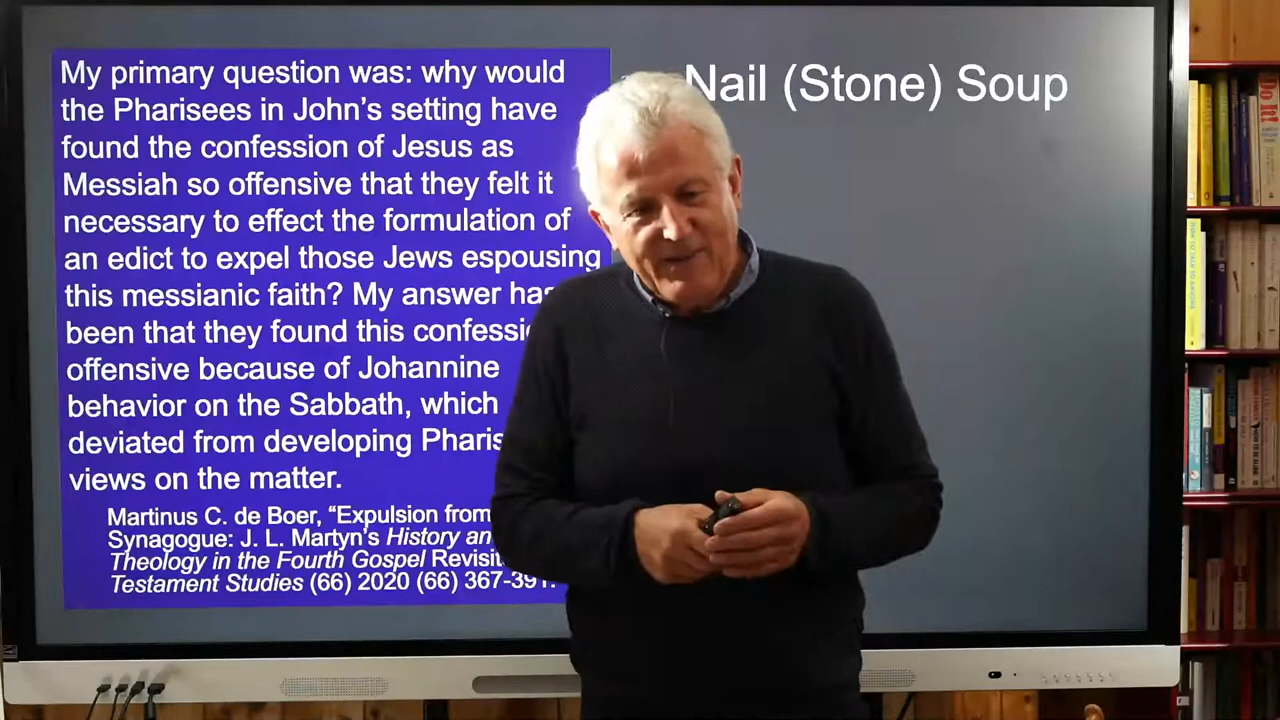 My primary question was: why would
the Pharisees in John's setting have
found the confession of Jesus as
Messiah so offensive that they felt it
necessary to effect the formulation of
an edict to expel those Jews espousing
this messianic faith? My answer has
been that they found this confessi
offensive because of Johannine
behavior on the Sabbath, which
deviated from developing Pharis
views on the matter.
Martinus C. de Boer, “Expulsion from
Synagogue: J. L. Martyn's History an
Theology in the Fourth Gospel Revisit
Testament Studies (66) 2020 (66) 367-391.
Nail (Stone) Soup
Do It!